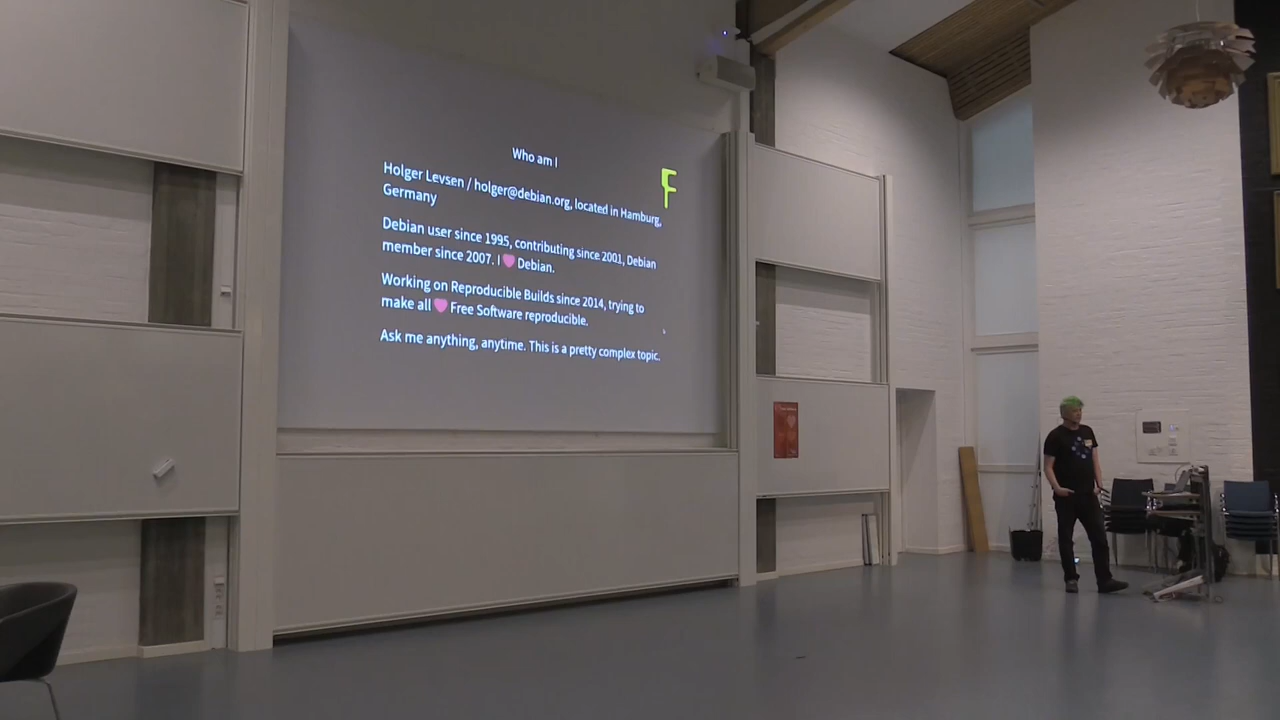 Who am I
Holger Levsen / holger@debian.org, located in Hamburg,
Germany
Debian user since 1995, contributing since 2001, Debian
member since 2007. I 💗 Debian.
Working on Reproducible Builds since 2014, trying to
make all 💗 Free Software reproducible.
Ask me anything, anytime. This is a pretty complex topic.